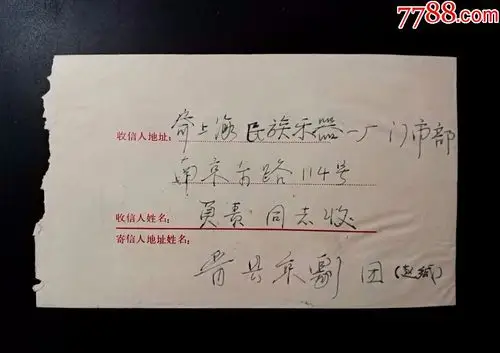 7788.com
收信人地址: 寄上海民族乐器一厂门市部
南京东路114号
收信人姓名: 负责同志收
寄信人地址姓名:
莒县京剧团